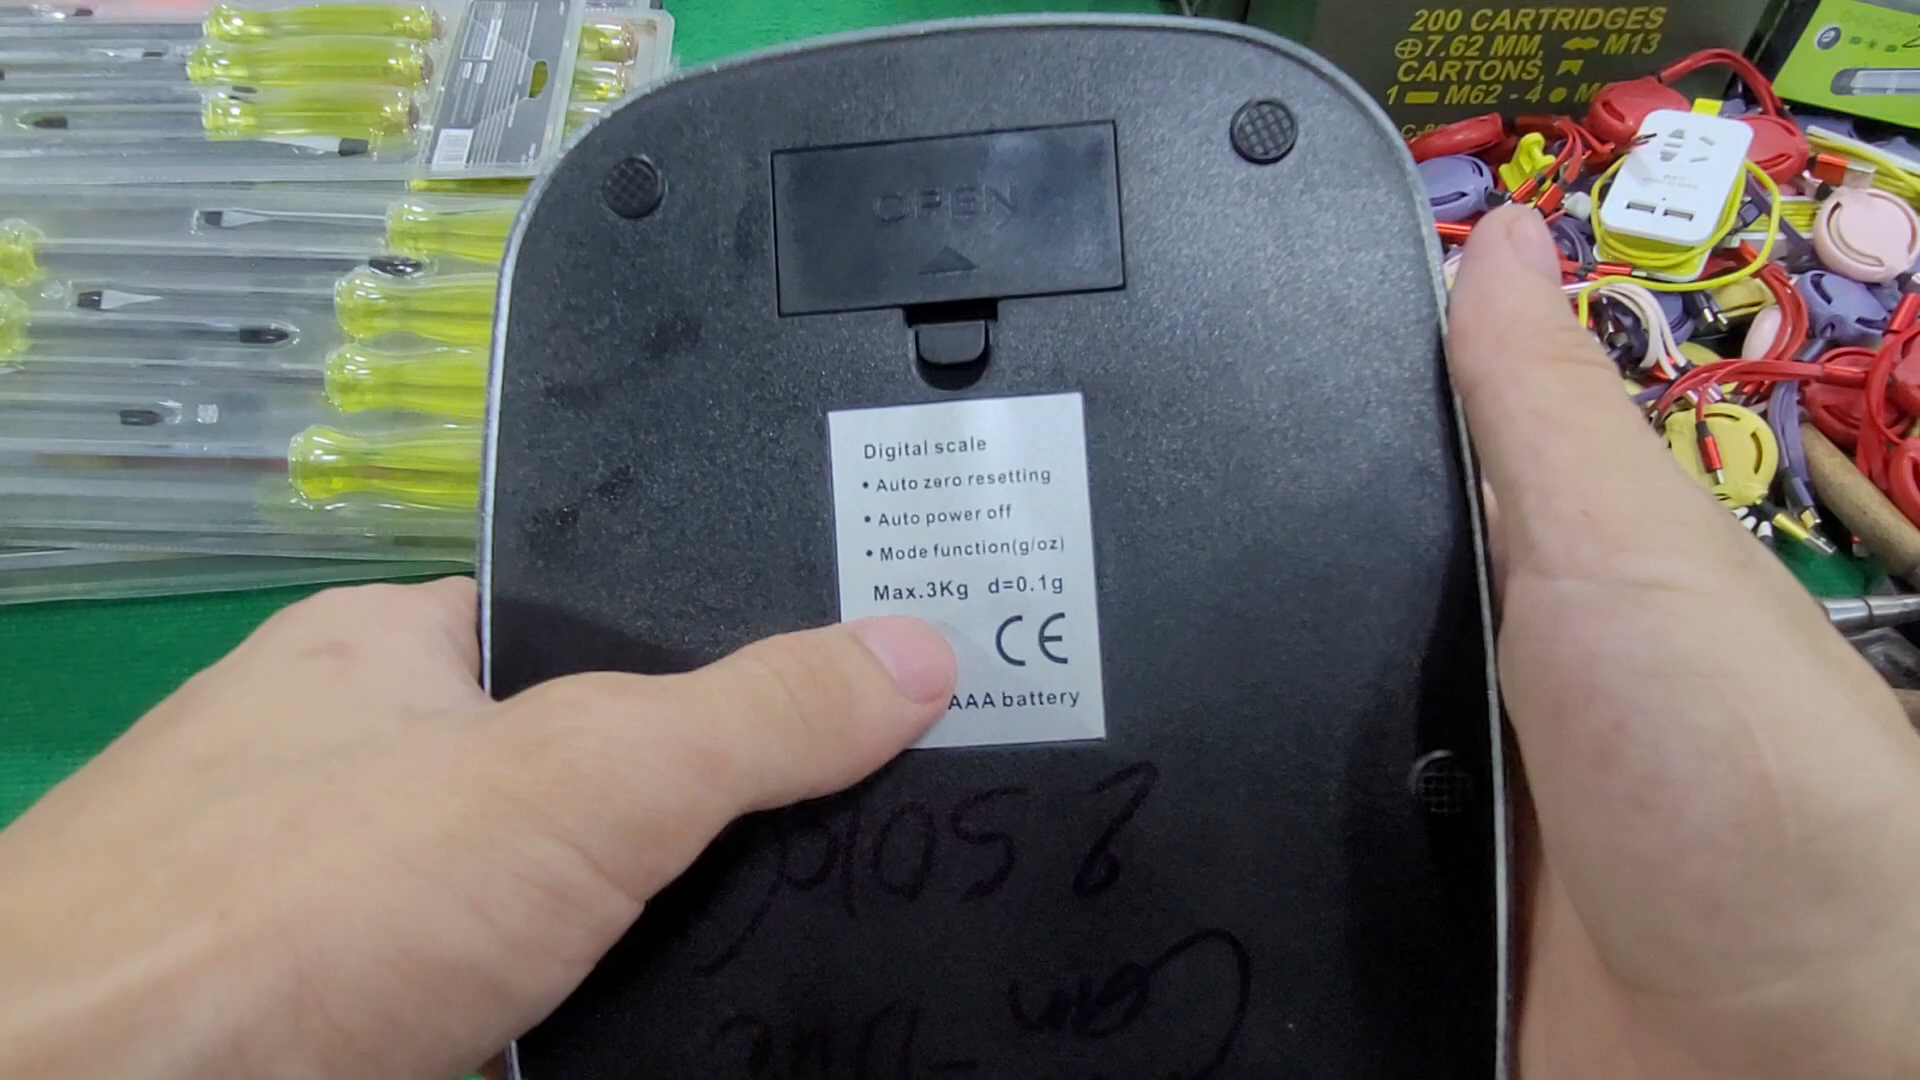 200 CARTRIDGES
7.62 MM, M13
CARTONS,
1 M62 - 4
OPEN
Digital scale
• Auto zero resetting
• Auto power off
• Mode function(g/oz)
Max.3Kg d=0.1g
CE
AAA battery